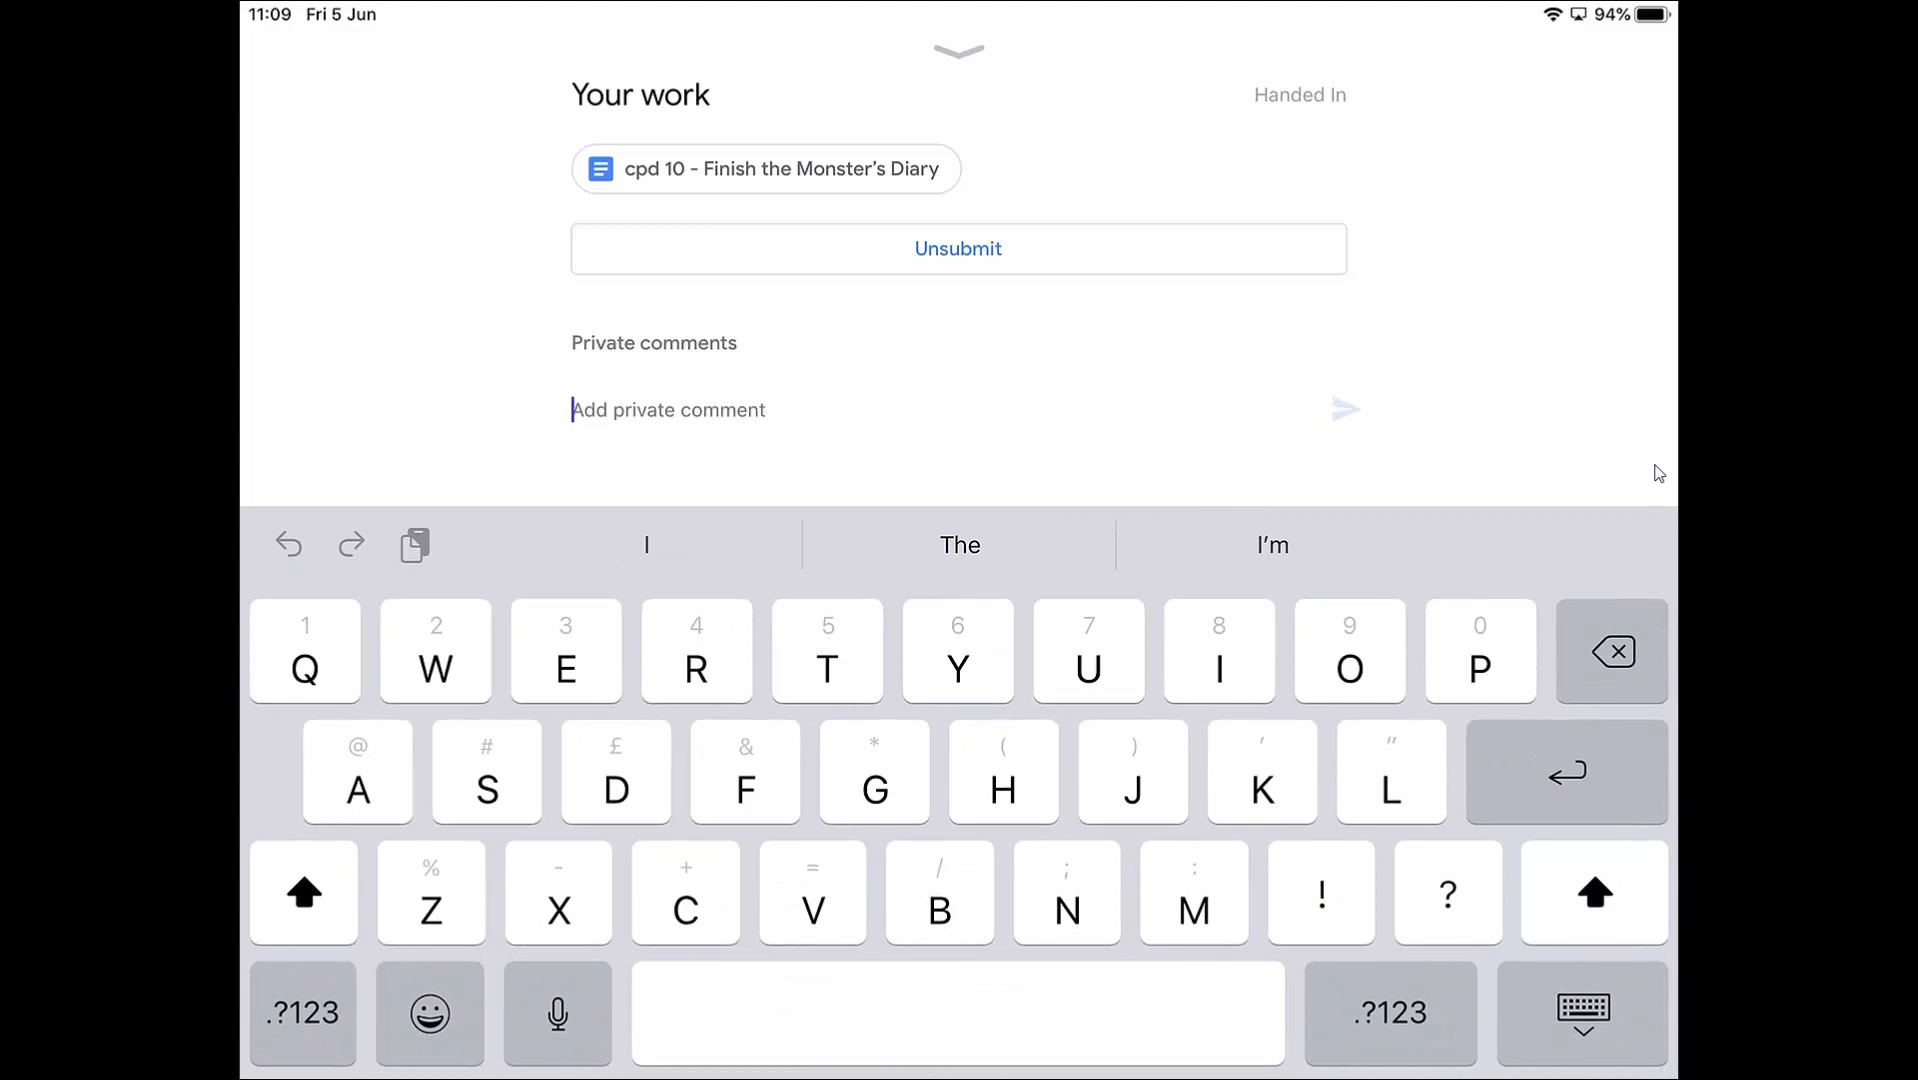 11:09 Fri 5 Jun 94%
Your work Handed In
cpd 10 - Finish the Monster’s Diary
Unsubmit
Private comments
Add private comment
I The I’m
1 2 3 4 5 6 7 8 9 0
Q W E R T Y U I O P
@ # £ & * ( ) ' "
A S D F G H J K L
% - + = / ; :
Z X C V B N M ! ?
.?123 .?123